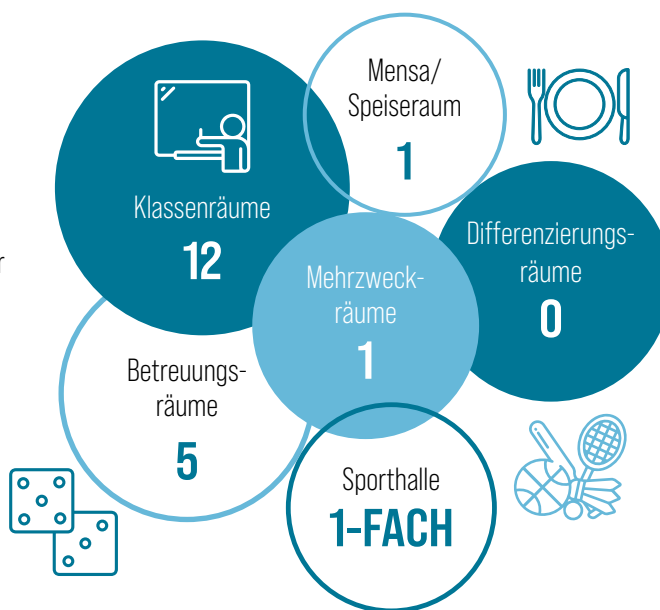 Mensa/
Speiseraum
1
Klassenräume
12
Differenzierungs-
räume
0
r
Mehrzweck-
räume
1
Betreuungs-
räume
5
Sporthalle
1-FACH